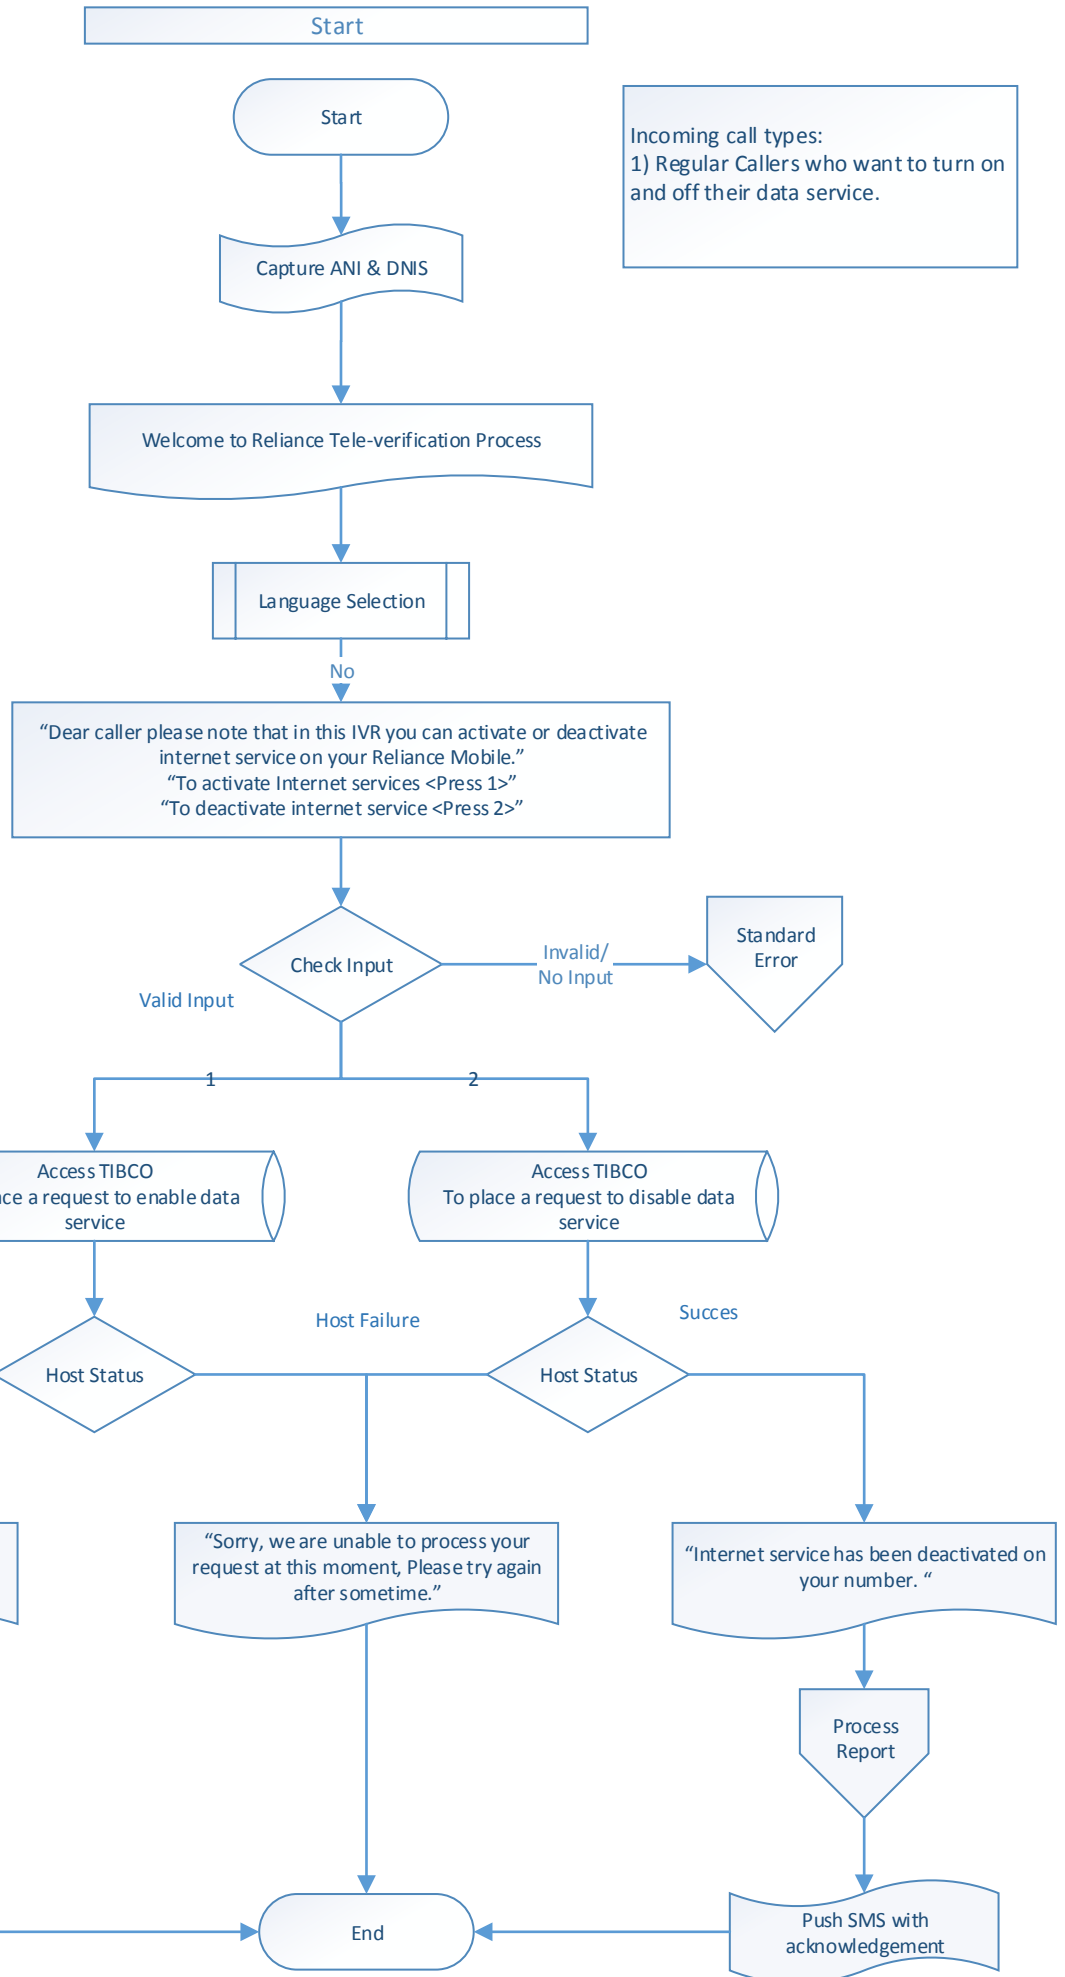 Start
Start
Incoming call types:
1) Regular Callers who want to turn on
and off their data service.
Capture ANI & DNIS
Welcome to Reliance Tele-verification Process
Language Selection
No
“Dear caller please note that in this IVR you can activate or deactivate
internet service on your Reliance Mobile.”
“To activate Internet services <Press 1>”
“To deactivate internet service <Press 2>”
Check Input
Invalid/
No Input
Standard
Error
Valid Input
1
2
Access TIBCO
a request to enable data
service
Access TIBCO
To place a request to disable data
service
Host Failure
Succes
Host Status
Host Status
“Sorry, we are unable to process your
request at this moment, Please try again
after sometime.”
“Internet service has been deactivated on
your number. “
Process
Report
End
Push SMS with
acknowledgement